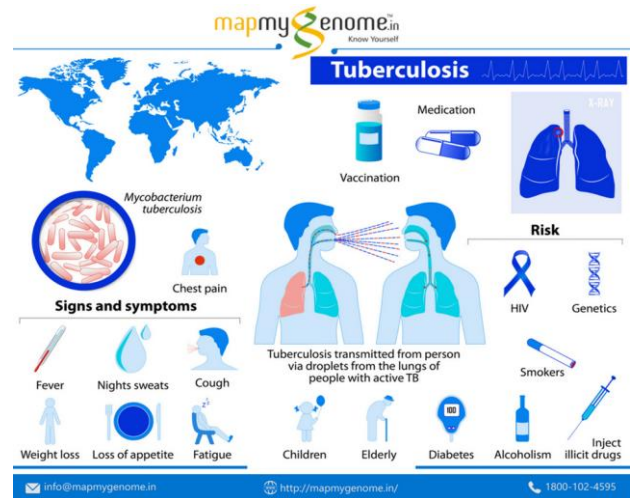 mapmygenome.in
Know Yourself
Tuberculosis
Medication
Vaccination
X-RAY
Mycobacterium
tuberculosis
Chest pain
Signs and symptoms
Fever
Nights sweats
Cough
Weight loss
Loss of appetite
Fatigue
Tuberculosis transmitted from person
via droplets from the lungs of
people with active TB
Risk
HIV
Genetics
Smokers
Children
Elderly
100
Diabetes
Alcoholism
Inject
illicit drugs
info@mapmygenome.in
http://mapmygenome.in/
1800-102-4595